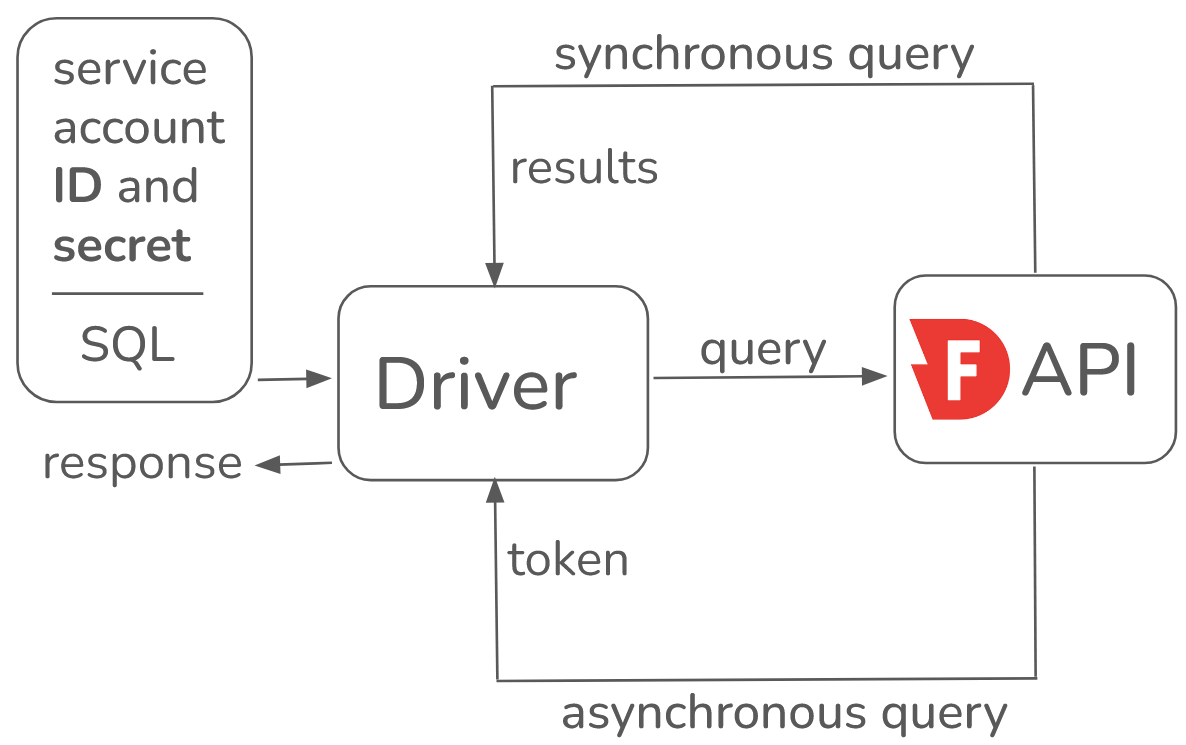 service
account
ID and
secret
SQL
response
synchronous query
results
Driver
query
F API
token
asynchronous query